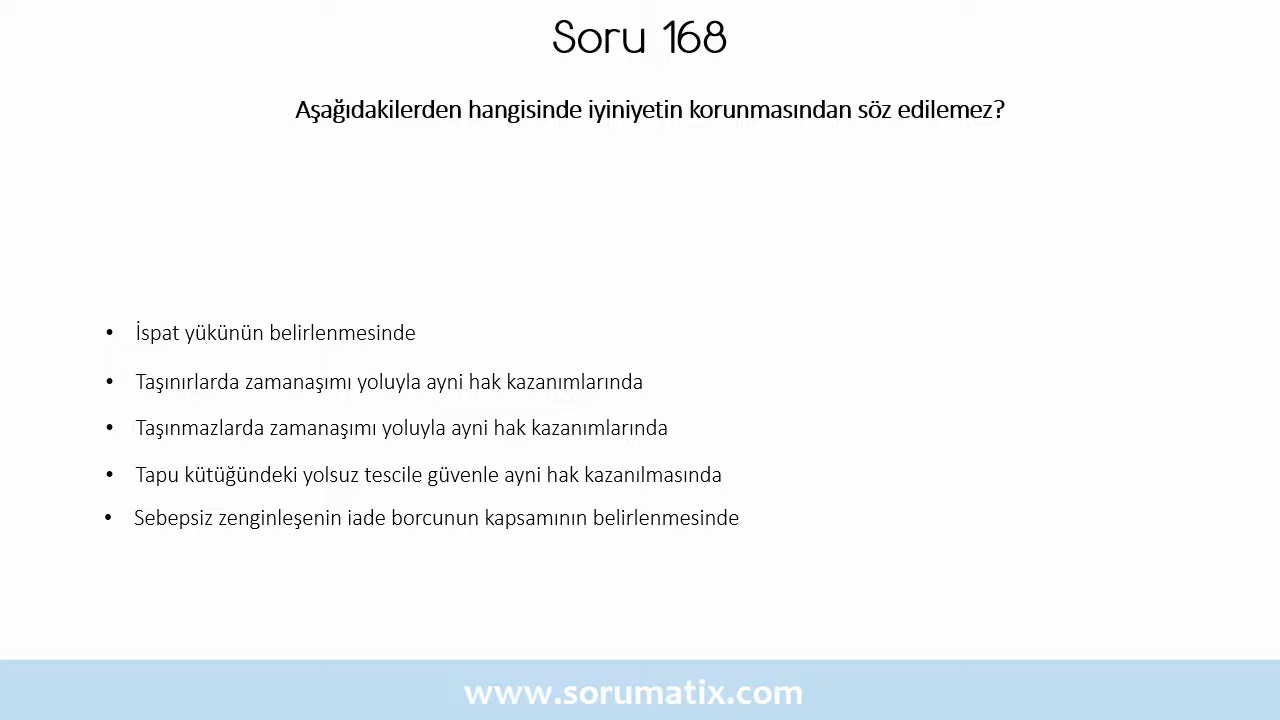 Soru 168
Aşağıdakilerden hangisinde iyiniyetin korunmasından söz edilemez?
• İspat yükünün belirlenmesinde
• Taşınırlarda zamanaşımı yoluyla ayni hak kazanımlarında
• Taşınmazlarda zamanaşımı yoluyla ayni hak kazanımlarında
• Tapu kütüğündeki yolsuz tescile güvenle ayni hak kazanılmasında
• Sebepsiz zenginleşenin iade borcunun kapsamının belirlenmesinde
www.sorumatix.com